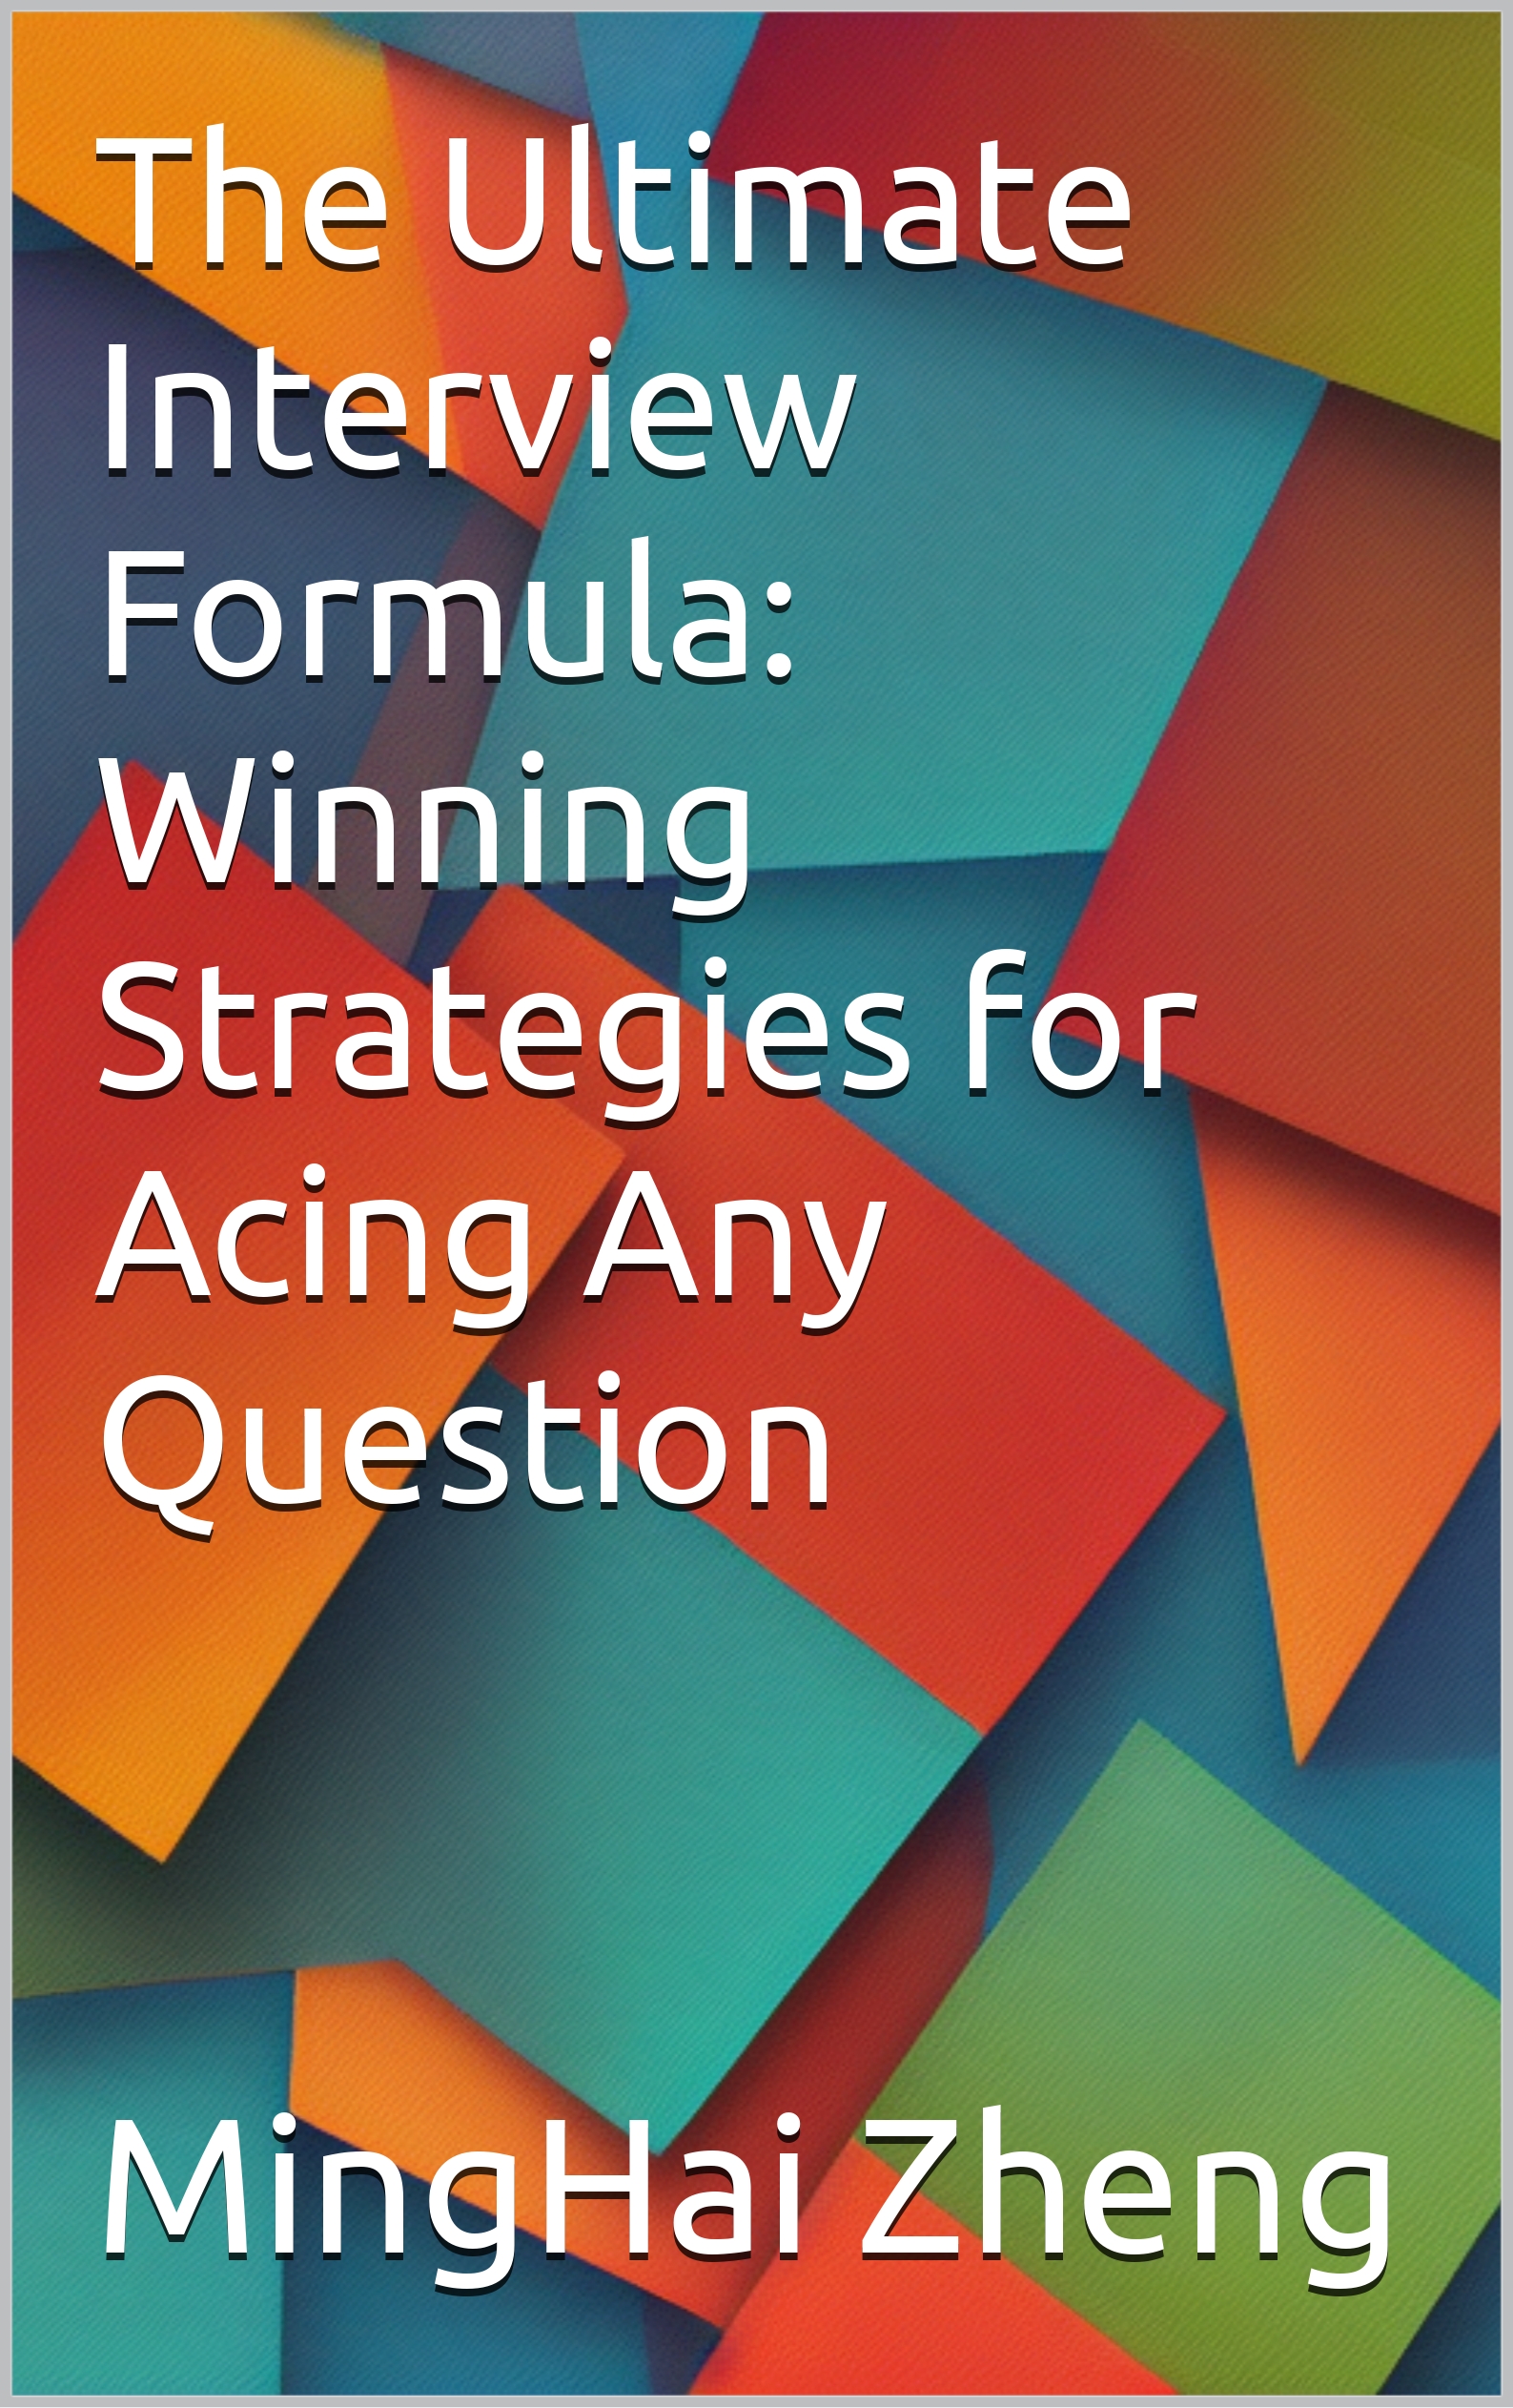 The Ultimate
Interview
Formula:
Winning
Strategies for
Acing Any
Question
MingHai Zheng